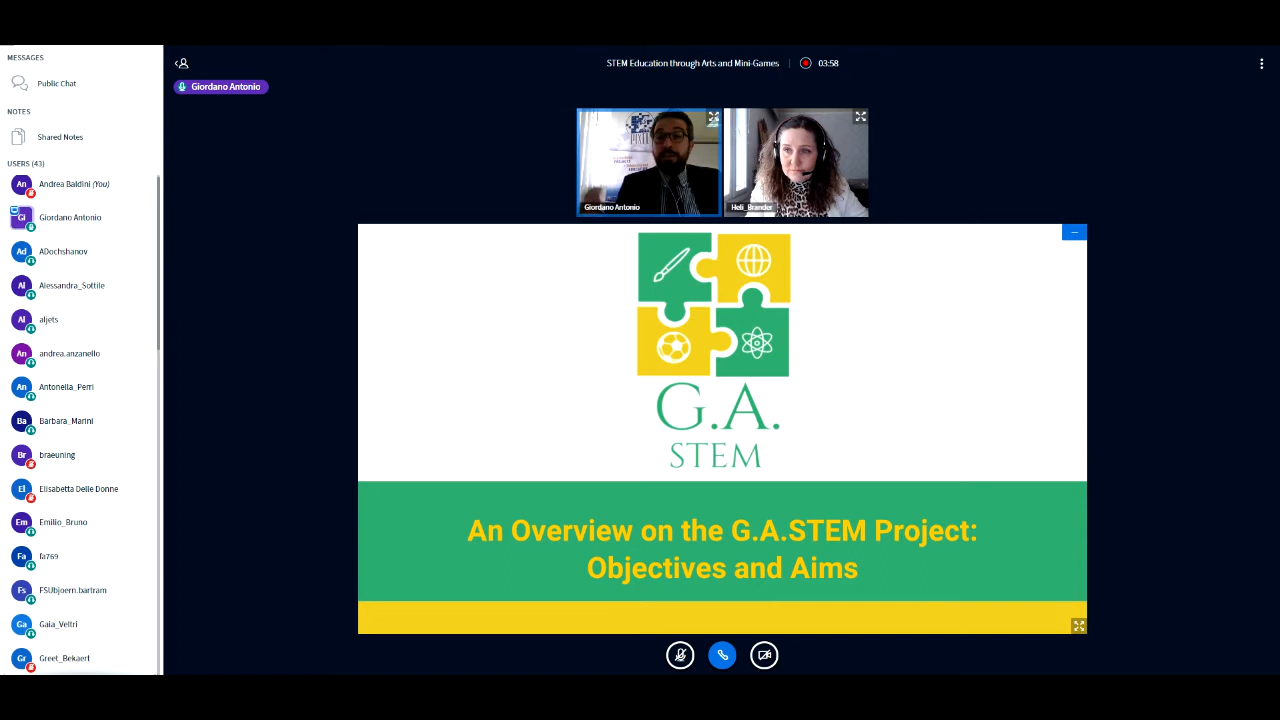 MESSAGES
Public Chat
NOTES
Shared Notes
USERS (43)
An Andrea Baldini (You)
Gi Giordano Antonio
Ad ADochshanov
Al Alessandra_Sottile
Al aljets
An andrea.anzanello
An Antonella_Perri
Ba Barbara_Marini
Br braeuning
El Elisabetta Delle Donne
Em Emilio_Bruno
Fa fa769
Fs FSUbjoern.bartram
Ga Gaia_Veltri
Gr Greet_Bekaert
STEM Education through Arts and Mini-Games | 03:58
Giordano Antonio
Giordano Antonio
Heli_Brander
G.A.
STEM
An Overview on the G.A.STEM Project:
Objectives and Aims